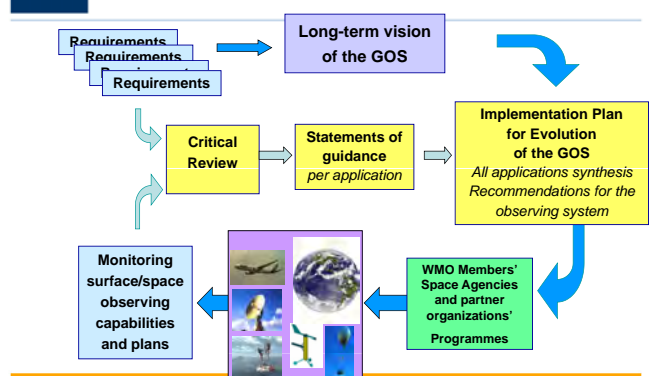 Requirements
Requirements
Requirements
Long-term vision
of the GOS
Critical
Review
Statements of
guidance
per application
Implementation Plan
for Evolution
of the GOS
All applications synthesis
Recommendations for the
observing system
Monitoring
surface/space
observing
capabilities
and plans
WMO Members'
Space Agencies
and partner
organizations'
Programmes